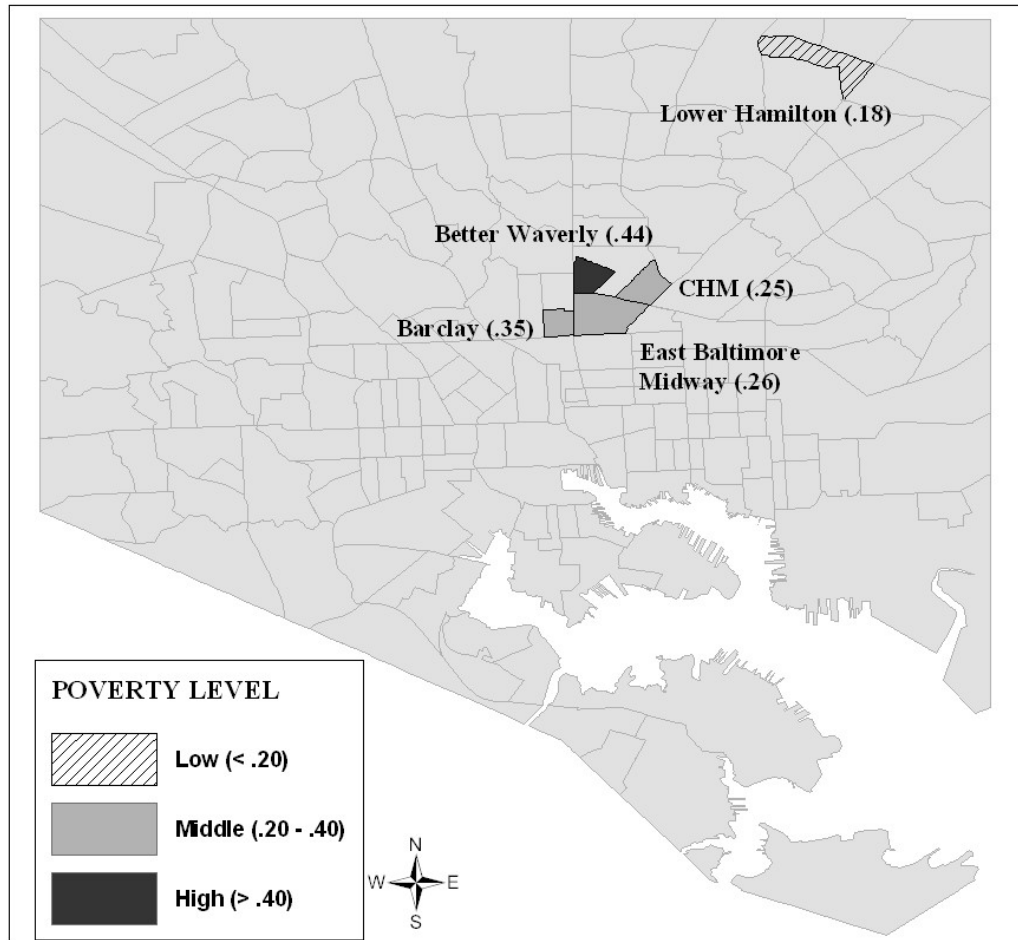 Lower Hamilton (.18)
Better Waverly (.44)
CHM (.25)
Barclay (.35)
East Baltimore
Midway (.26)
POVERTY LEVEL
Low (< .20)
Middle (.20 - .40)
High (> .40)
N
W E
S